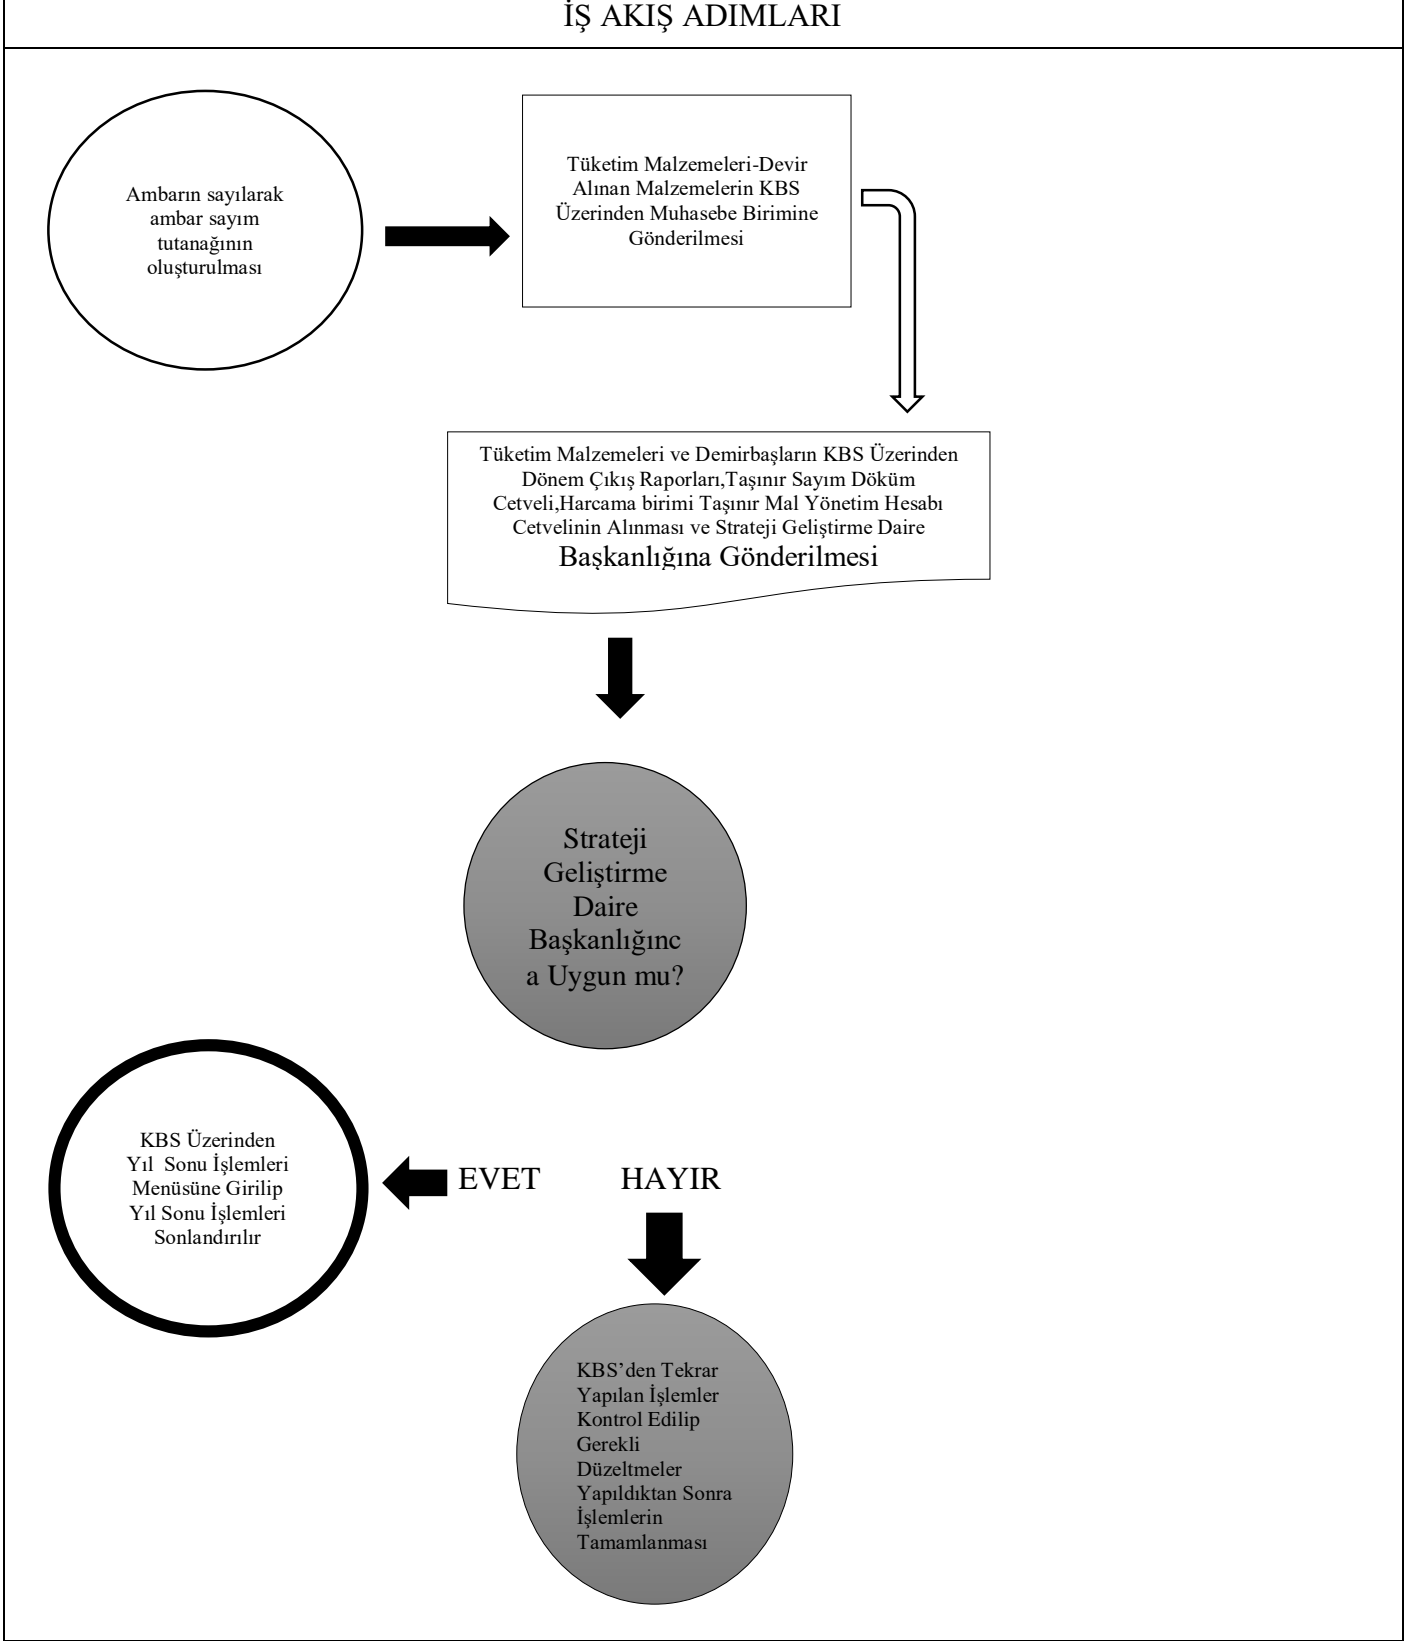 İŞ AKIŞ ADIMLARI
Ambarın sayılarak
ambar sayım
tutanağının
oluşturulması
Tüketim Malzemeleri-Devir
Alınan Malzemelerin KBS
Üzerinden Muhasebe Birimine
Gönderilmesi
Tüketim Malzemeleri ve Demirbaşların KBS Üzerinden
Dönem Çıkış Raporları,Taşınır Sayım Döküm
Cetveli,Harcama birimi Taşınır Mal Yönetim Hesabı
Cetvelinin Alınması ve Strateji Geliştirme Daire
Başkanlığına Gönderilmesi
Strateji
Geliştirme
Daire
Başkanlığınc
a Uygun mu?
KBS Üzerinden
Yıl  Sonu İşlemleri
Menüsüne Girilip
Yıl Sonu İşlemleri
Sonlandırılır
EVET
HAYIR
KBS’den Tekrar
Yapılan İşlemler
Kontrol Edilip
Gerekli
Düzeltmeler
Yapıldıktan Sonra
İşlemlerin
Tamamlanması